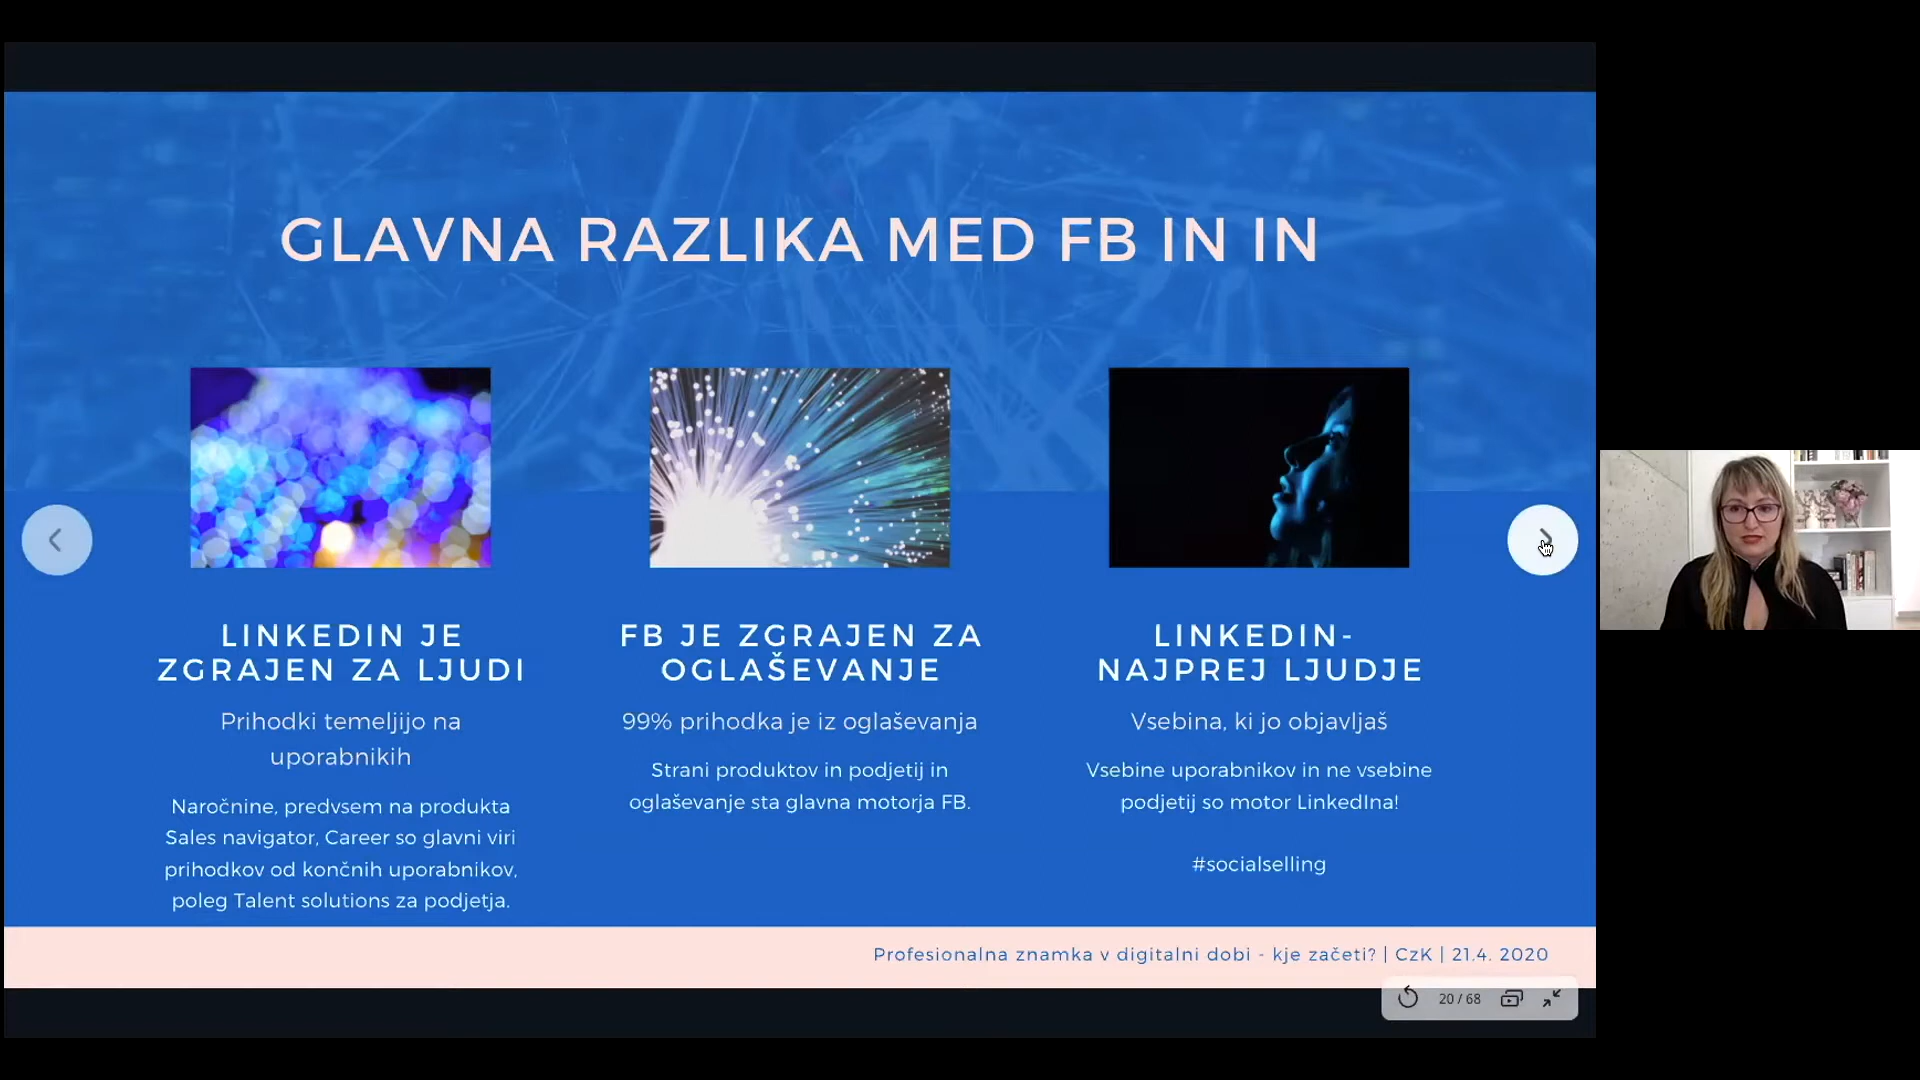 GLAVNA RAZLIKA MED FB IN IN
LINKEDIN JE
ZGRAJEN ZA LJUDI
Prihodki temeljijo na
uporabnikih
Naročnine, predvsem na produkta
Sales navigator, Career so glavni viri
prihodkov od končnih uporabnikov,
poleg Talent solutions za podjetja.
FB JE ZGRAJEN ZA
OGLAŠEVANJE
99% prihodka je iz oglaševanja
Strani produktov in podjetij in
oglaševanje sta glavna motorja FB.
LINKEDIN-
NAJPREJ LJUDJE
Vsebina, ki jo objavljaš
Vsebine uporabnikov in ne vsebine
podjetij so motor LinkedIna!
#socialselling
Profesionalna znamka v digitalni dobi - kje začeti? | CzK | 21.4. 2020
20 / 68